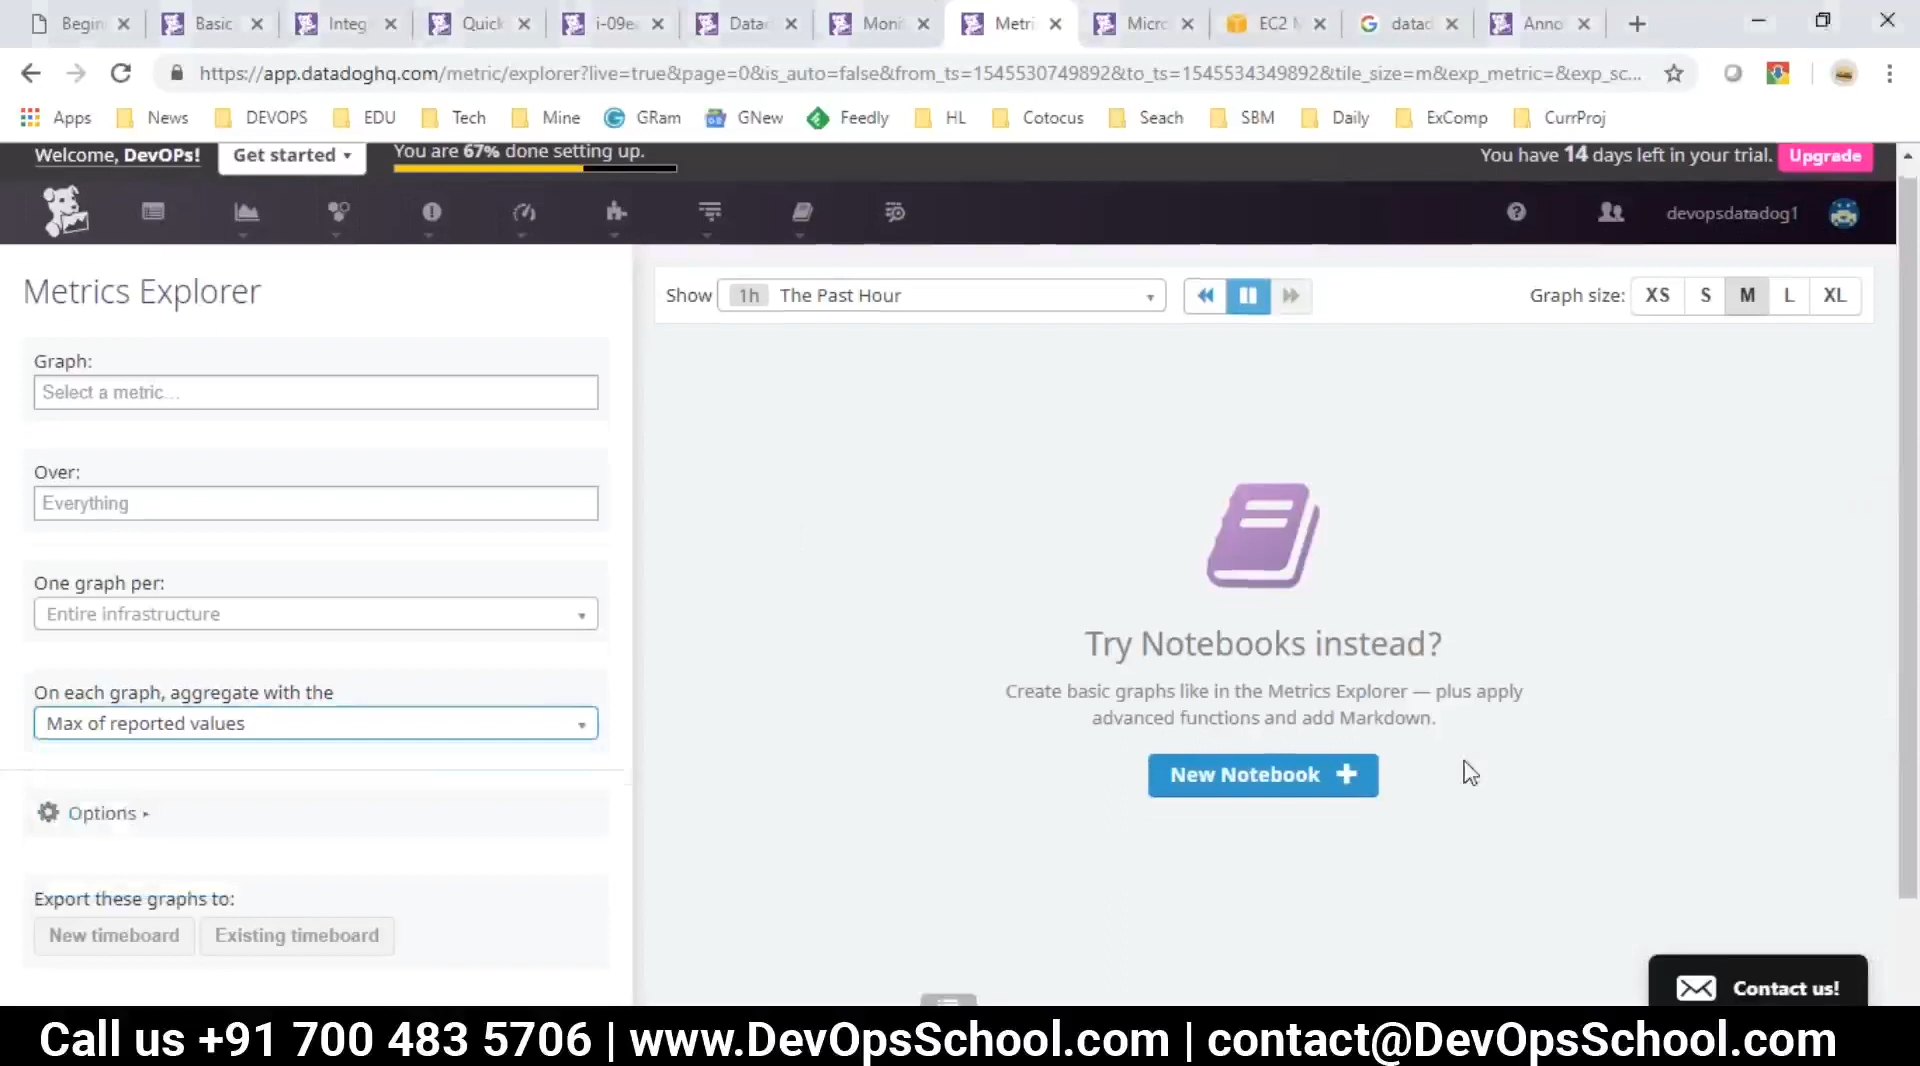 Begin
Basic
Integ
Quick
i-09e
Data
Moni
Metri
Micro
EC2
datad
Anno
https://app.datadoghq.com/metric/explorer?live=true&page=0&is_auto=false&from_ts=1545530749892&to_ts=1545534349892&tile_size=m&exp_metric=&exp_sc...
Apps
News
DEVOPS
EDU
Tech
Mine
GRam
GNew
Feedly
HL
Cotocus
Seach
SBM
Daily
ExComp
CurrProj
Welcome, DevOPs!
Get started
You are 67% done setting up.
You have 14 days left in your trial.
Upgrade
devopsdatadog1
Metrics Explorer
Graph:
Select a metric...
Over:
Everything
One graph per:
Entire infrastructure
On each graph, aggregate with the
Max of reported values
Options
Export these graphs to:
New timeboard
Existing timeboard
Show
1h The Past Hour
Graph size:
XS
S
M
L
XL
Try Notebooks instead?
Create basic graphs like in the Metrics Explorer — plus apply
advanced functions and add Markdown.
New Notebook
Contact us!
Call us +91 700 483 5706 | www.DevOpsSchool.com | contact@DevOpsSchool.com